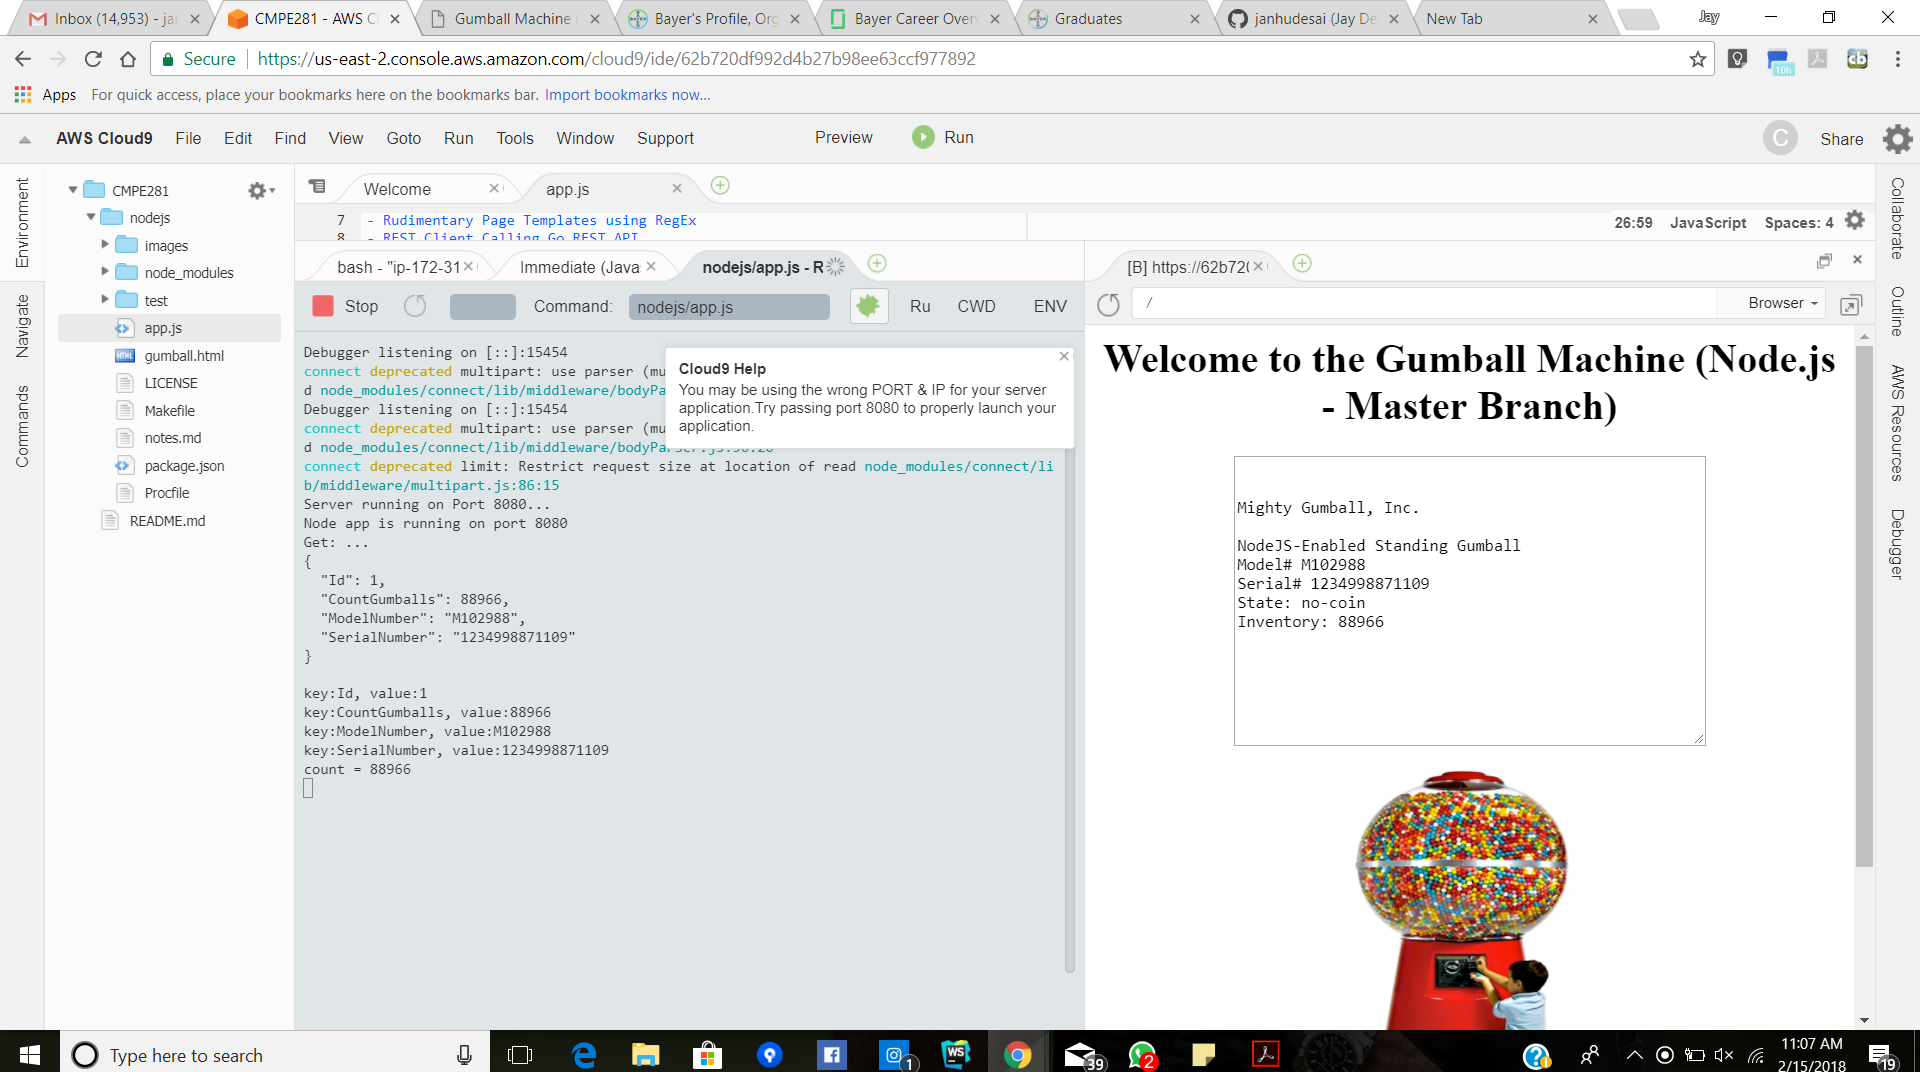 Inbox (14,953) - ja
CMPE281 - AWS Cl
Gumball Machine
Bayer's Profile, Org
Bayer Career Over
Graduates
janhudesai (Jay De
New Tab
Jay
Secure
https://us-east-2.console.aws.amazon.com/cloud9/ide/62b720df992d4b27b98ee63ccf977892
10h
cb
Apps For quick access, place your bookmarks here on the bookmarks bar. Import bookmarks now...
AWS Cloud9 File Edit Find View Goto Run Tools Window Support Preview Run C Share
Environment
Navigate
Commands
CMPE281
nodejs
images
node_modules
test
app.js
gumball.html
LICENSE
Makefile
notes.md
package.json
Procfile
README.md
Welcome
app.js
7 - Rudimentary Page Templates using RegEx
8 - REST Client Calling Go REST API
26:59 JavaScript Spaces: 4
bash - "ip-172-31
Immediate (Java
nodejs/app.js - R
Stop Command: nodejs/app.js Ru CWD ENV
Debugger listening on [::]:15454
connect deprecated multipart: use parser (mu
d node_modules/connect/lib/middleware/bodyPa
Debugger listening on [::]:15454
connect deprecated multipart: use parser (mu
d node_modules/connect/lib/middleware/bodyParser.js:56:20
connect deprecated limit: Restrict request size at location of read node_modules/connect/li
b/middleware/multipart.js:86:15
Server running on Port 8080...
Node app is running on port 8080
Get: ...
{
"Id": 1,
"CountGumballs": 88966,
"ModelNumber": "M102988",
"SerialNumber": "1234998871109"
}
key:Id, value:1
key:CountGumballs, value:88966
key:ModelNumber, value:M102988
key:SerialNumber, value:1234998871109
count = 88966
Cloud9 Help
You may be using the wrong PORT & IP for your server
application.Try passing port 8080 to properly launch your
application.
[B] https://62b720
/
Browser
Welcome to the Gumball Machine (Node.js
- Master Branch)
Mighty Gumball, Inc.
NodeJS-Enabled Standing Gumball
Model# M102988
Serial# 1234998871109
State: no-coin
Inventory: 88966
Collaborate
Outline
AWS Resources
Debugger
Type here to search
1
WS
39
2
11:07 AM
2/15/2018
19